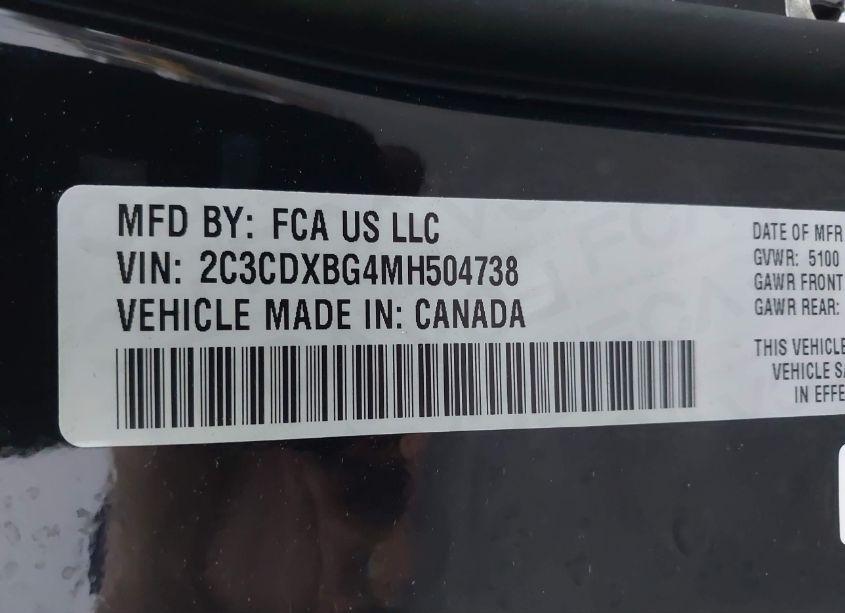 MFD BY: FCA US LLC
VIN: 2C3CDXBG4MH504738
VEHICLE MADE IN: CANADA
DATE OF MFR
GVWR: 5100
GAWR FRONT
GAWR REAR:
THIS VEHICLE
VEHICLE
IN